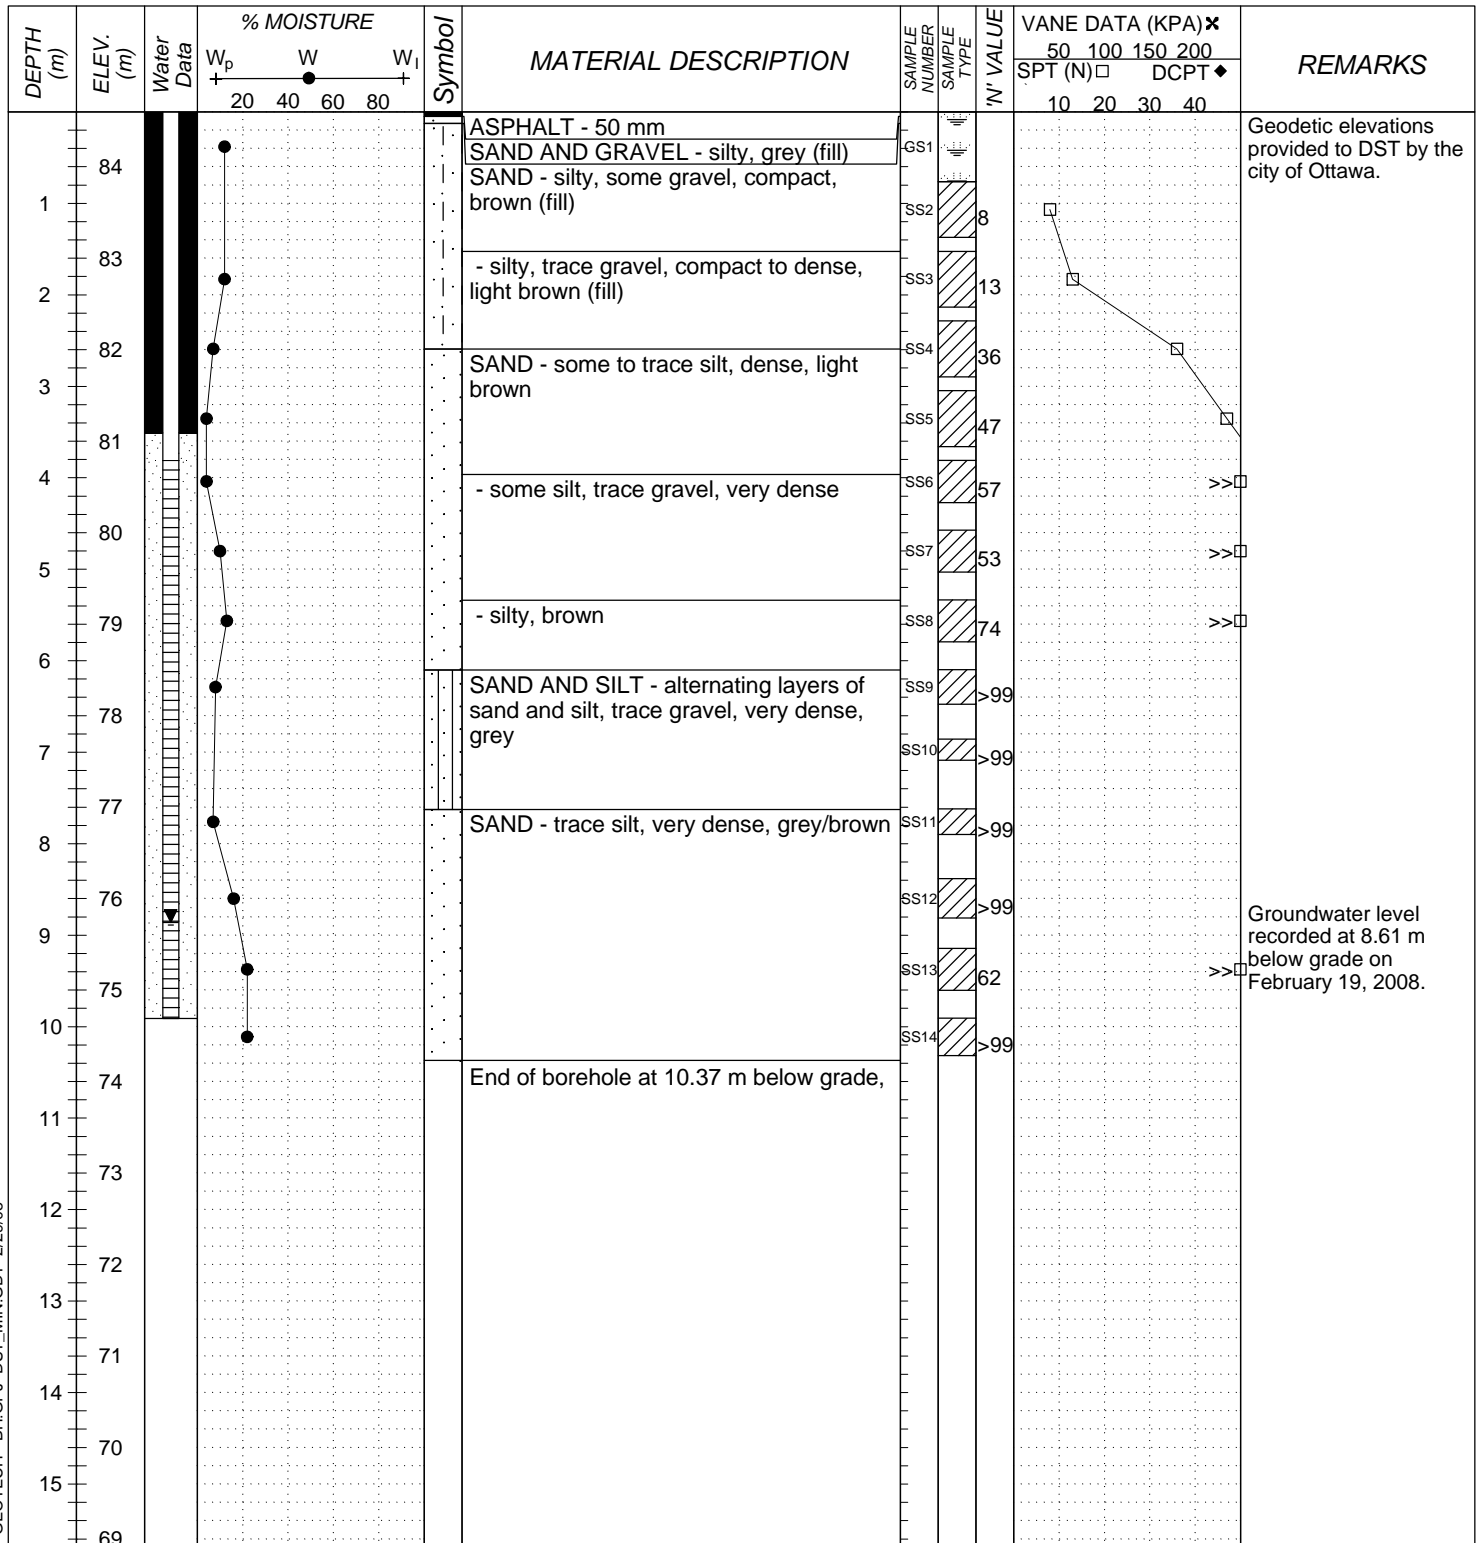 DEPTH (m)
ELEV. (m)
Water Data
% MOISTURE
Wp W Wl
20 40 60 80
Symbol
MATERIAL DESCRIPTION
SAMPLE NUMBER
SAMPLE TYPE
'N' VALUE
VANE DATA (KPA)
50 100 150 200
SPT (N) DCPT
10 20 30 40
REMARKS
ASPHALT - 50 mm
SAND AND GRAVEL - silty, grey (fill)
GS1
SAND - silty, some gravel, compact,
brown (fill)
Geodetic elevations
provided to DST by the
city of Ottawa.
84
1
SS2 8
83
- silty, trace gravel, compact to dense,
light brown (fill)
SS3 13
2
82
SS4 36
SAND - some to trace silt, dense, light
brown
3
SS5 47
81
4
- some silt, trace gravel, very dense
SS6 57 >>
80
SS7 53 >>
5
- silty, brown
79
SS8 74 >>
6
SAND AND SILT - alternating layers of
sand and silt, trace gravel, very dense,
grey
SS9 >99
78
7
SS10 >99
77
SAND - trace silt, very dense, grey/brown
SS11 >99
8
76
SS12 >99
Groundwater level
recorded at 8.61 m
below grade on
February 19, 2008.
9
SS13 62 >>
75
10
SS14 >99
End of borehole at 10.37 m below grade,
74
11
73
12
72
13
71
14
70
15
69